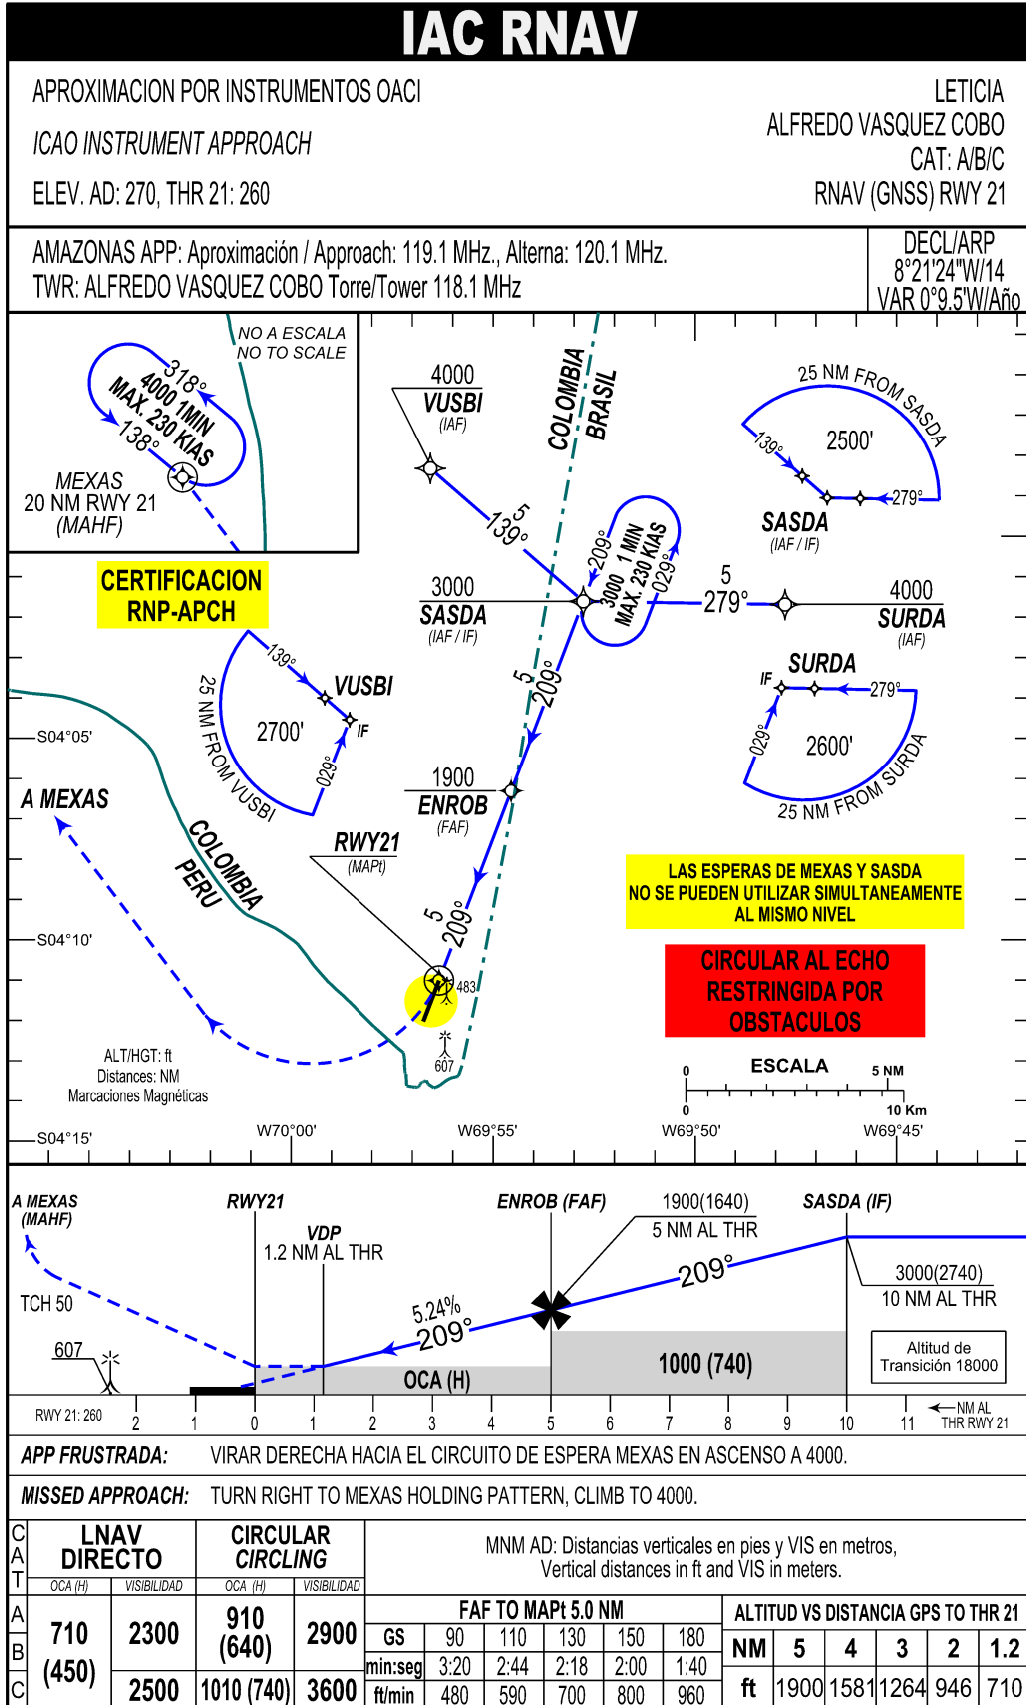 IAC RNAV
APROXIMACION POR INSTRUMENTOS OACI
ICAO INSTRUMENT APPROACH
ELEV. AD: 270, THR 21: 260
LETICIA
ALFREDO VASQUEZ COBO
CAT: A/B/C
RNAV (GNSS) RWY 21
AMAZONAS APP: Aproximación / Approach: 119.1 MHz., Alterna: 120.1 MHz.
TWR: ALFREDO VASQUEZ COBO Torre/Tower 118.1 MHz
DECL/ARP
8°21'24"W/14
VAR 0°9.5'W/Año
NO A ESCALA
NO TO SCALE
318°
4000 1MIN
MAX. 230 KIAS
138°
MEXAS
20 NM RWY 21
(MAHF)
4000
VUSBI
(IAF)
COLOMBIA
BRASIL
25 NM FROM SASDA
139°
2500'
279°
SASDA
(IAF / IF)
5
139°
209°
3000 1 MIN
MAX. 230 KIAS
029°
CERTIFICACION
RNP-APCH
3000
SASDA
(IAF / IF)
5
279°
4000
SURDA
(IAF)
139°
VUSBI
IF
2700'
029°
25 NM FROM VUSBI
5
209°
SURDA
IF
279°
029°
2600'
25 NM FROM SURDA
S04°05'
A MEXAS
1900
ENROB
(FAF)
COLOMBIA
PERU
RWY21
(MAPt)
LAS ESPERAS DE MEXAS Y SASDA
NO SE PUEDEN UTILIZAR SIMULTANEAMENTE
AL MISMO NIVEL
5
209°
S04°10'
CIRCULAR AL ECHO
RESTRINGIDA POR
OBSTACULOS
483
607
ALT/HGT: ft
Distances: NM
Marcaciones Magnéticas
0 ESCALA 5 NM
0 10 Km
S04°15'
W70°00' W69°55' W69°50' W69°45'
A MEXAS
(MAHF)
RWY21
VDP
1.2 NM AL THR
ENROB (FAF)
1900(1640)
5 NM AL THR
SASDA (IF)
209°
3000(2740)
10 NM AL THR
TCH 50
5.24%
209°
607
OCA (H)
1000 (740)
Altitud de
Transición 18000
RWY 21: 260
2 1 0 1 2 3 4 5 6 7 8 9 10 11
NM AL
THR RWY 21
APP FRUSTRADA: VIRAR DERECHA HACIA EL CIRCUITO DE ESPERA MEXAS EN ASCENSO A 4000.
MISSED APPROACH: TURN RIGHT TO MEXAS HOLDING PATTERN, CLIMB TO 4000.
CAT
LNAV
DIRECTO
CIRCULAR
CIRCLING
OCA (H) VISIBILIDAD OCA (H) VISIBILIDAD
MNM AD: Distancias verticales en pies y VIS en metros,
Vertical distances in ft and VIS in meters.
A
B
C
710
(450)
2300
2500
910
(640)
1010 (740)
2900
3600
FAF TO MAPt 5.0 NM
GS 90 110 130 150 180
min:seg 3:20 2:44 2:18 2:00 1:40
ft/min 480 590 700 800 960
ALTITUD VS DISTANCIA GPS TO THR 21
NM 5 4 3 2 1.2
ft 1900 1581 1264 946 710